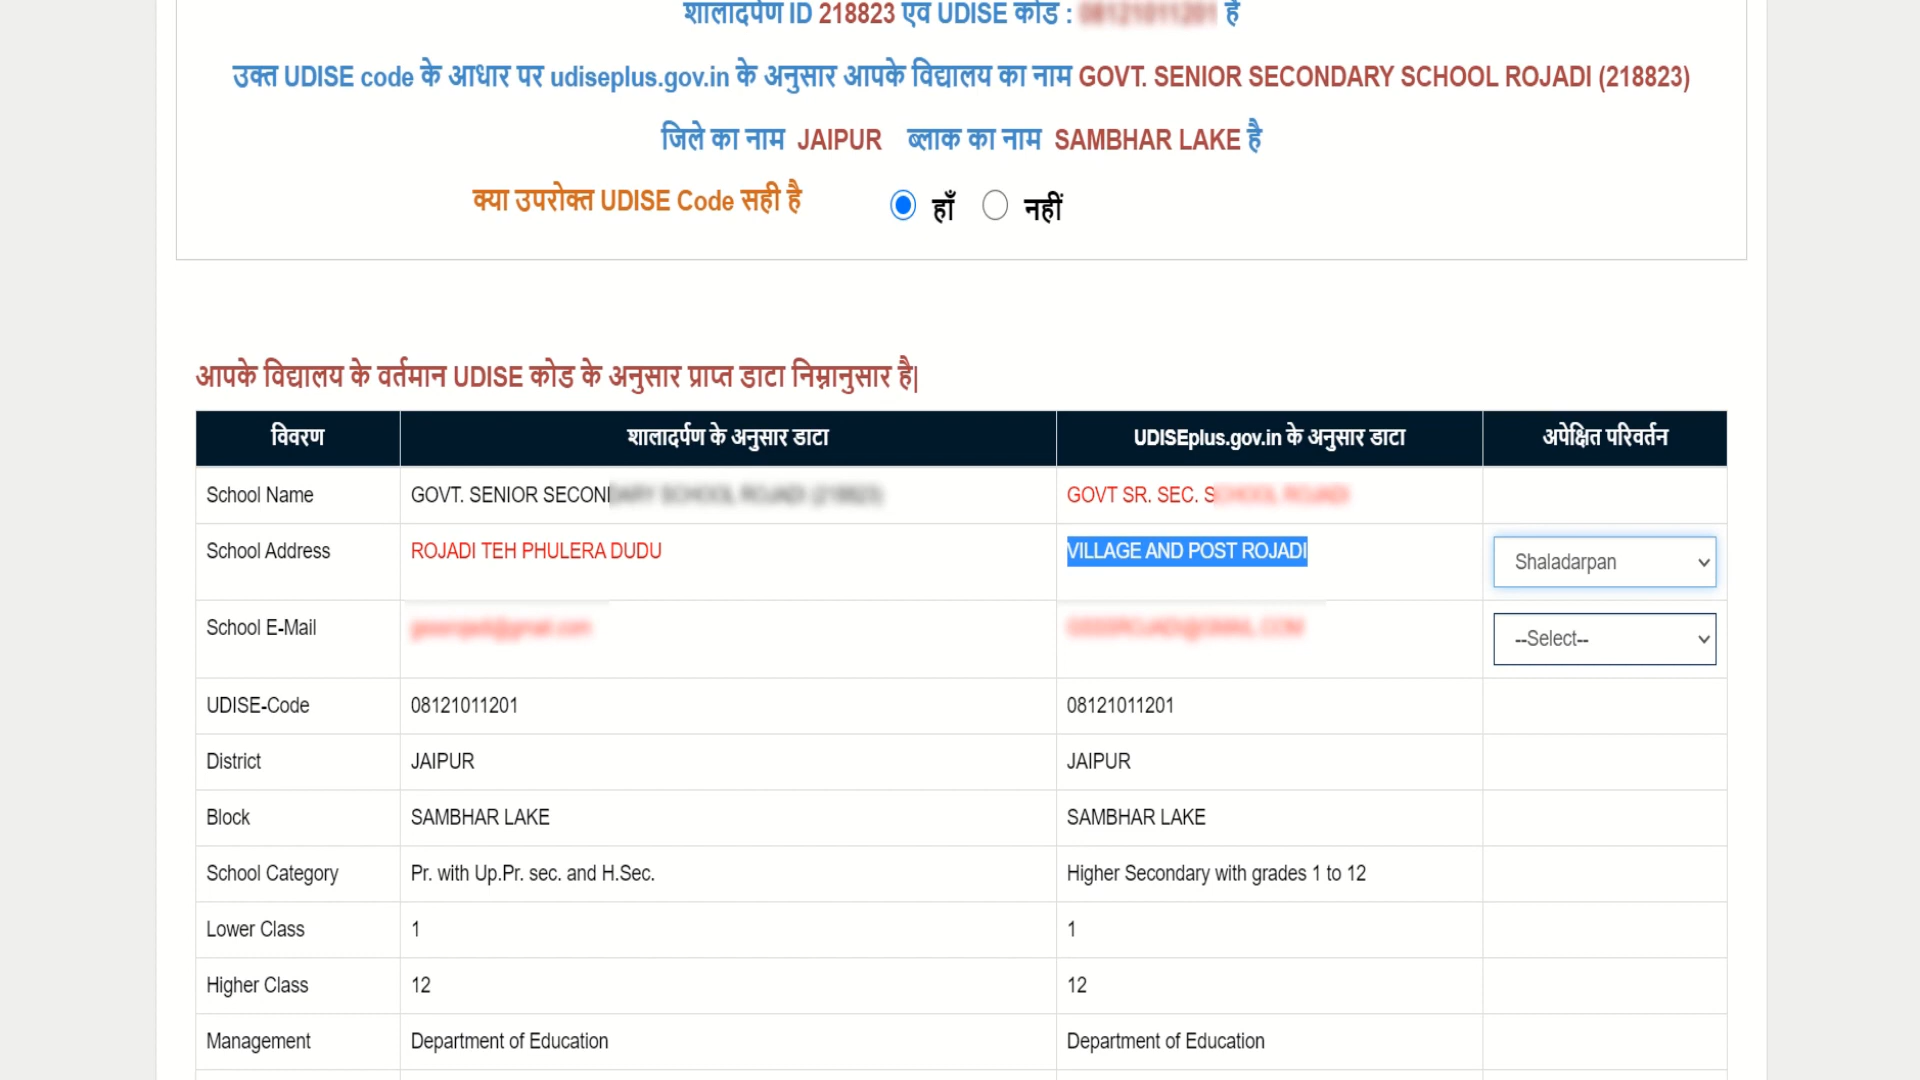 शालादर्पण ID 218823 एवं UDISE कोड : है
उक्त UDISE code के आधार पर udiseplus.gov.in के अनुसार आपके विद्यालय का नाम GOVT. SENIOR SECONDARY SCHOOL ROJADI (218823)
जिले का नाम JAIPUR ब्लाक का नाम SAMBHAR LAKE है
क्या उपरोक्त UDISE Code सही है हाँ नहीं
आपके विद्यालय के वर्तमान UDISE कोड के अनुसार प्राप्त डाटा निम्नानुसार है|
विवरण शालादर्पण के अनुसार डाटा UDISEplus.gov.in के अनुसार डाटा अपेक्षित परिवर्तन
School Name GOVT. SENIOR GOVT SR. SEC.
School Address ROJADI TEH PHULERA DUDU VILLAGE AND POST ROJADI Shaladarpan
School E-Mail --Select--
UDISE-Code 08121011201 08121011201
District JAIPUR JAIPUR
Block SAMBHAR LAKE SAMBHAR LAKE
School Category Pr. with Up.Pr. sec. and H.Sec. Higher Secondary with grades 1 to 12
Lower Class 1 1
Higher Class 12 12
Management Department of Education Department of Education